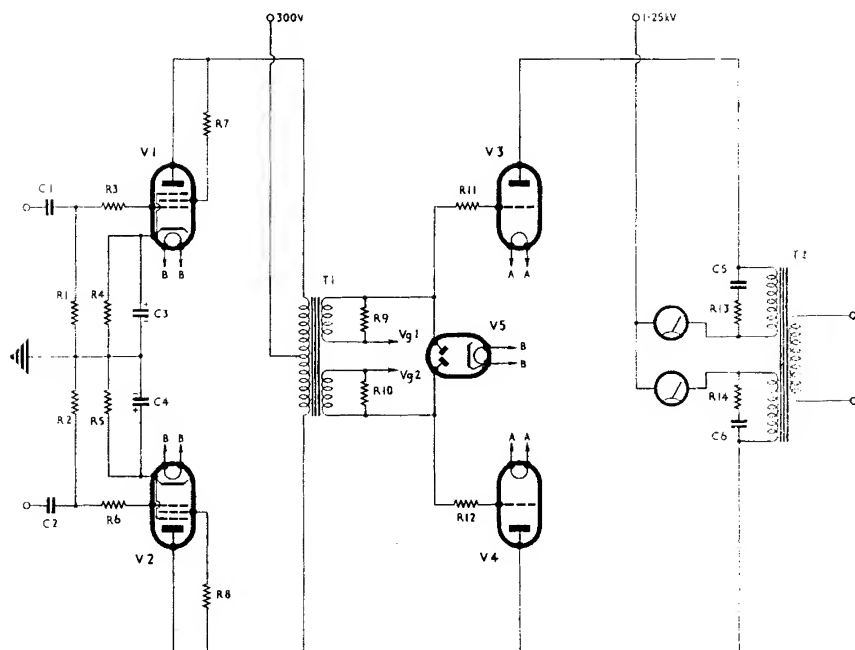 300V
1·25kV
R7
V1
V3
C1
R3
R11
B
B
A
A
T1
T2
C5
R1
R4
C3
R9
V5
R13
Vg1
B
B
Vg2
R2
R5
C4
R10
R14
B
B
A
A
C6
C2
R6
R12
V2
V4
R8